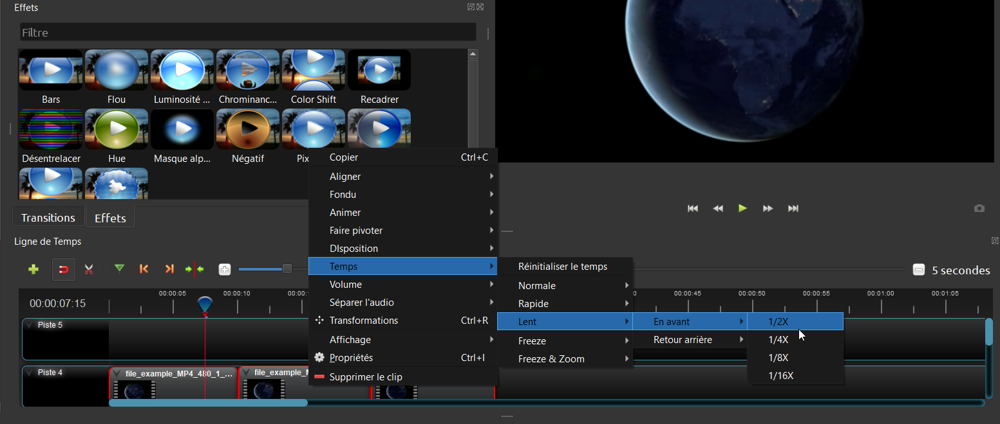 Effets
Filtre
Bars
Flou
Luminosité ...
Chrominanc...
Color Shift
Recadrer
Désentrelacer
Hue
Masque alp...
Négatif
Pix
Transitions
Effets
Ligne de Temps
Copier Ctrl+C
Aligner
Fondu
Animer
Faire pivoter
DIsposition
Temps
Volume
Séparer l'audio
Transformations Ctrl+R
Affichage
Propriétés Ctrl+I
Supprimer le clip
Réinitialiser le temps
Normale
Rapide
Lent
Freeze
Freeze & Zoom
En avant
Retour arrière
1/2X
1/4X
1/8X
1/16X
5 secondes
00:00:07:15
00:00:05
00:00:10
00:00:45
00:00:50
00:00:55
00:01:00
00:01:05
Piste 5
Piste 4
file_example_MP4_480_1_...
file_example_M